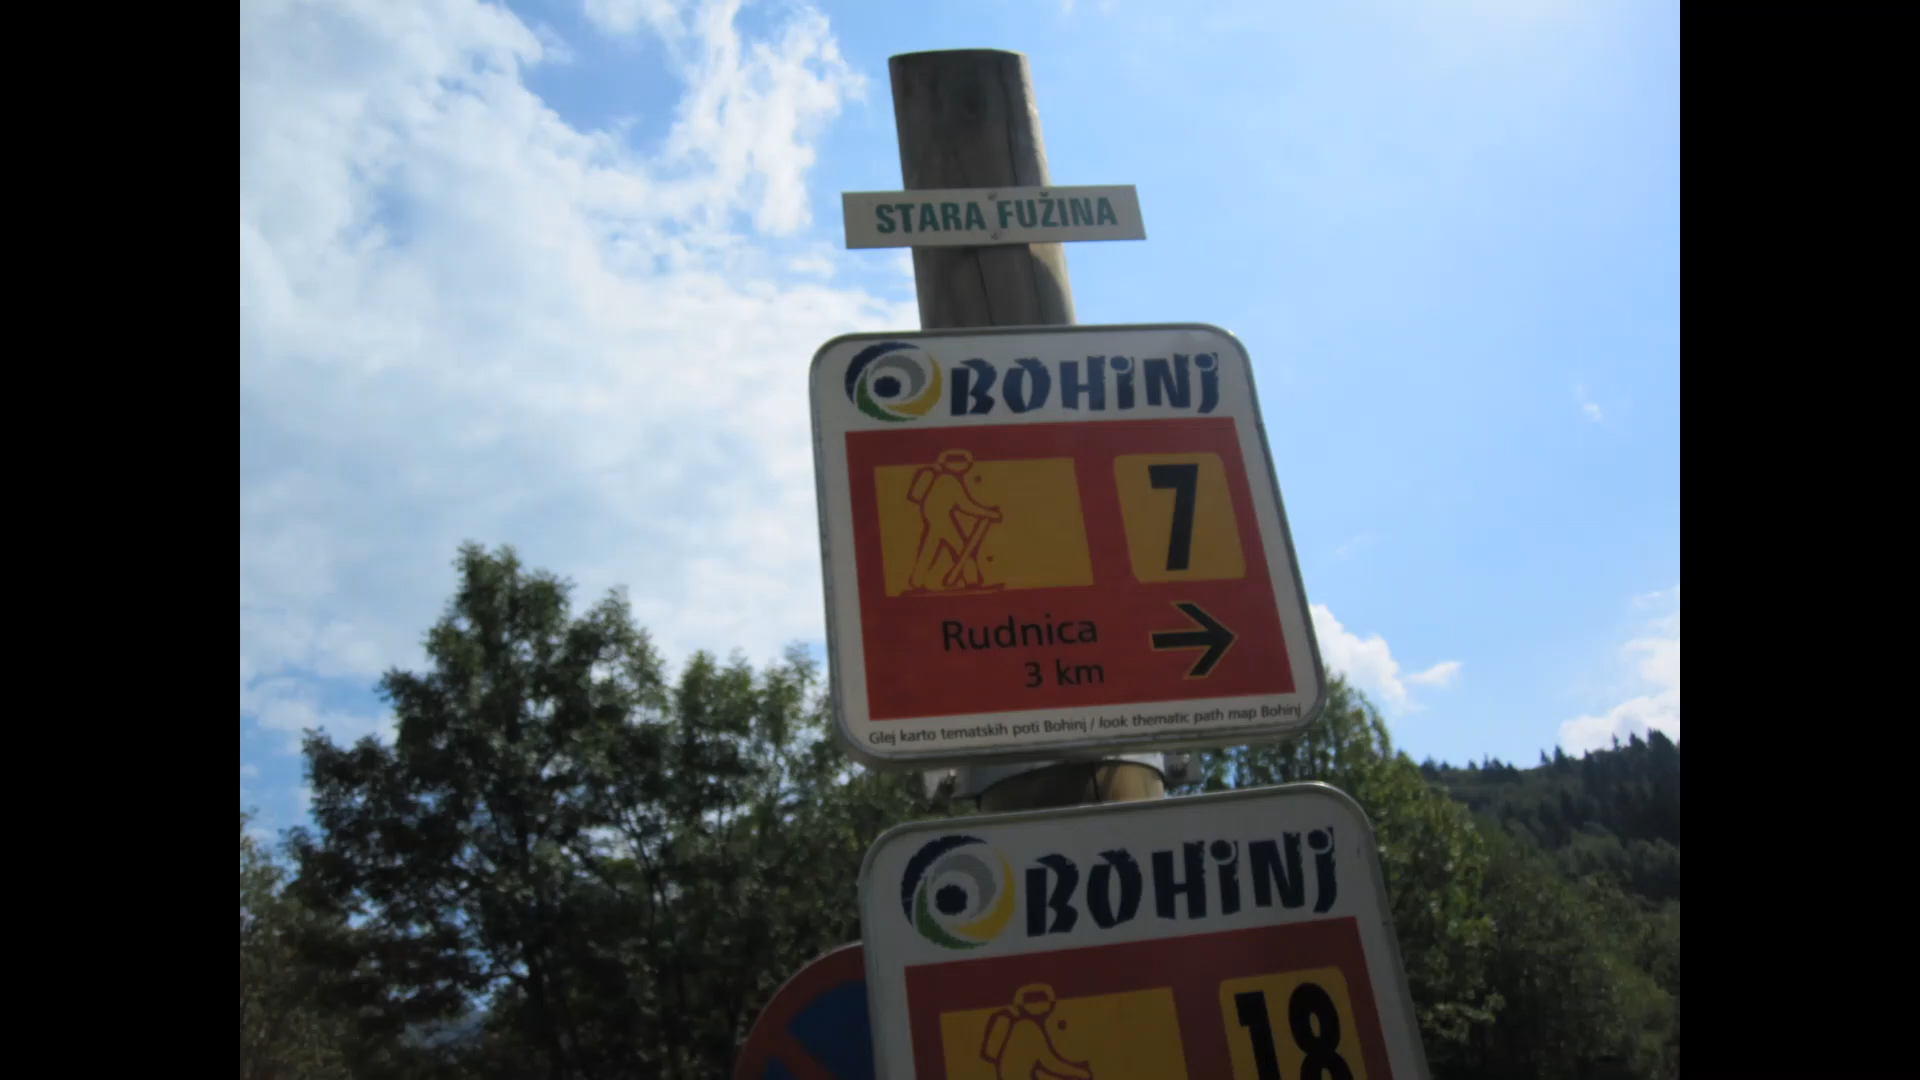 STARA FUŽINA
BOHINJ
7
Rudnica
3 km
Glej karto tematskih poti Bohinj / look thematic path map Bohinj
BOHINJ
18